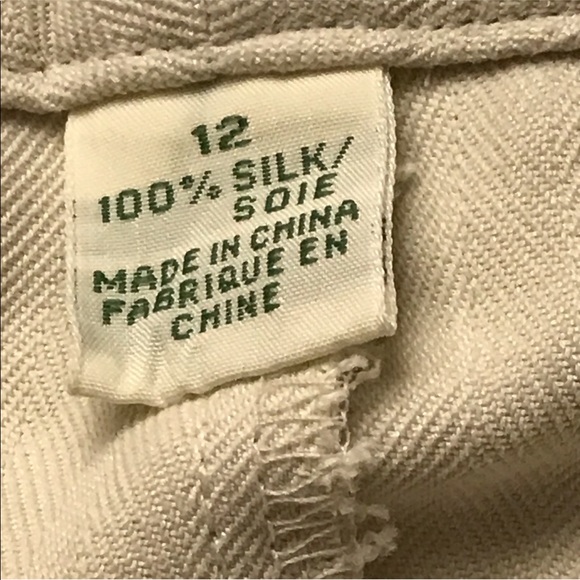 12
100% SILK/
SOIE
MADE IN CHINA
FABRIQUE EN
CHINE